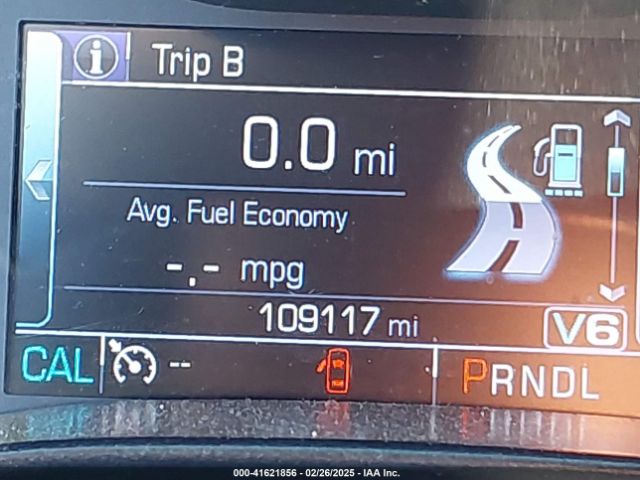 i Trip B
0.0 mi
Avg. Fuel Economy
-.- mpg
109117 mi
V6
CAL -- PRNDL
000-41621856 - 02/26/2025 - IAA Inc.